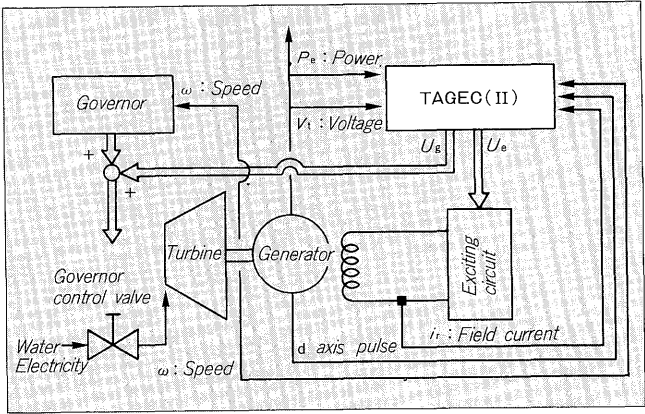 Pe : Power
ω : Speed
Governor
TAGEC(II)
Vt : Voltage
+
Ug
Ue
+
Turbine
Generator
Exciting
circuit
Governor
control valve
if : Field current
Water
Electricity
d axis pulse
ω : Speed